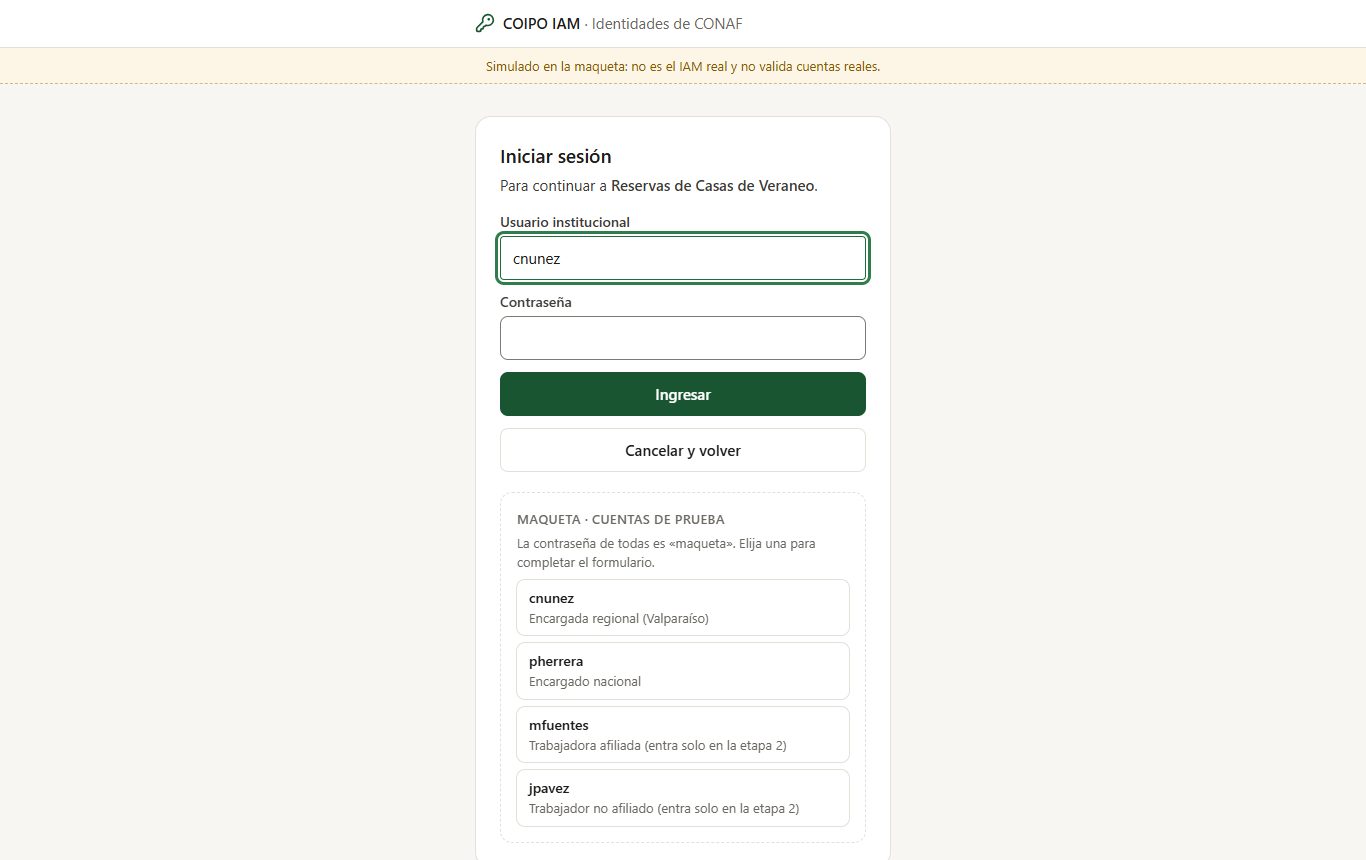 COIPO IAM · Identidades de CONAF
Simulado en la maqueta: no es el IAM real y no valida cuentas reales.
Iniciar sesión
Para continuar a Reservas de Casas de Veraneo.
Usuario institucional
cnunez
Contraseña
Ingresar
Cancelar y volver
MAQUETA · CUENTAS DE PRUEBA
La contraseña de todas es «maqueta». Elija una para
completar el formulario.
cnunez
Encargada regional (Valparaíso)
pherrera
Encargado nacional
mfuentes
Trabajadora afiliada (entra solo en la etapa 2)
jpavez
Trabajador no afiliado (entra solo en la etapa 2)